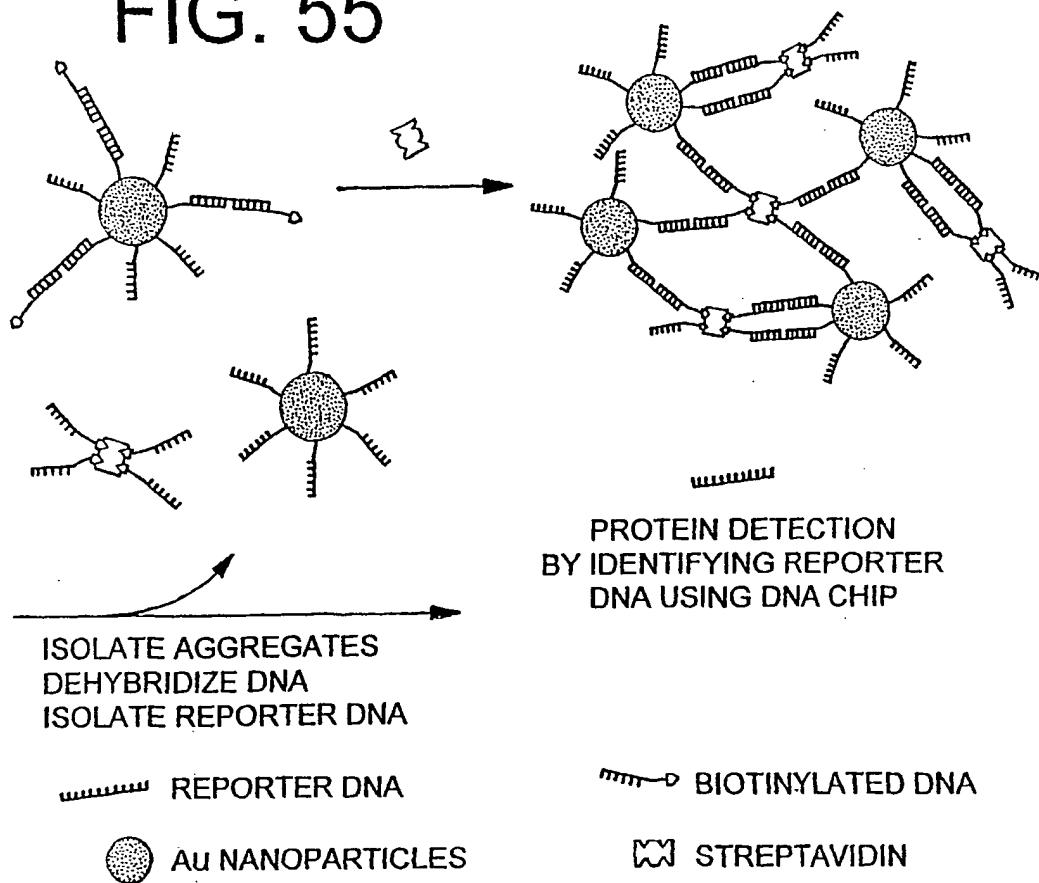 FIG. 55
PROTEIN DETECTION
BY IDENTIFYING REPORTER
DNA USING DNA CHIP
ISOLATE AGGREGATES
DEHYBRIDIZE DNA
ISOLATE REPORTER DNA
REPORTER DNA
BIOTINYLATED DNA
Au NANOPARTICLES
STREPTAVIDIN